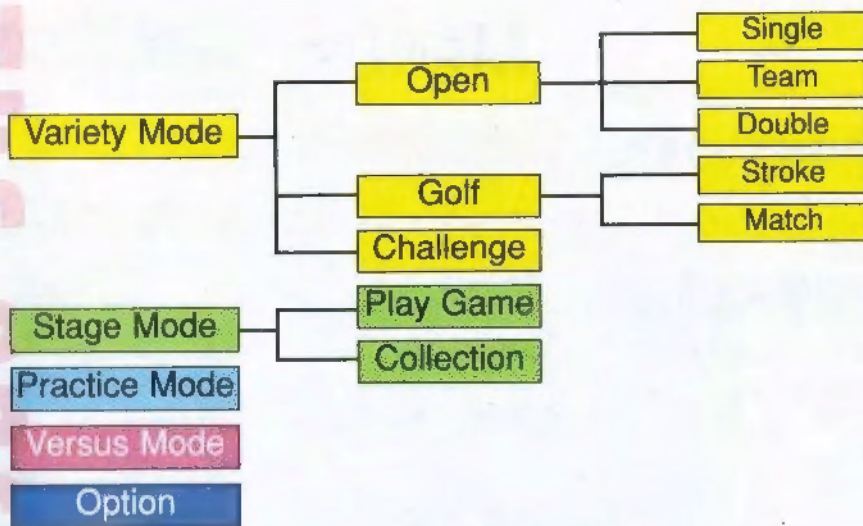 Single
Open
Team
Variety Mode
Double
Golf
Stroke
Match
Challenge
Stage Mode
Play Game
Collection
Practice Mode
Versus Mode
Option